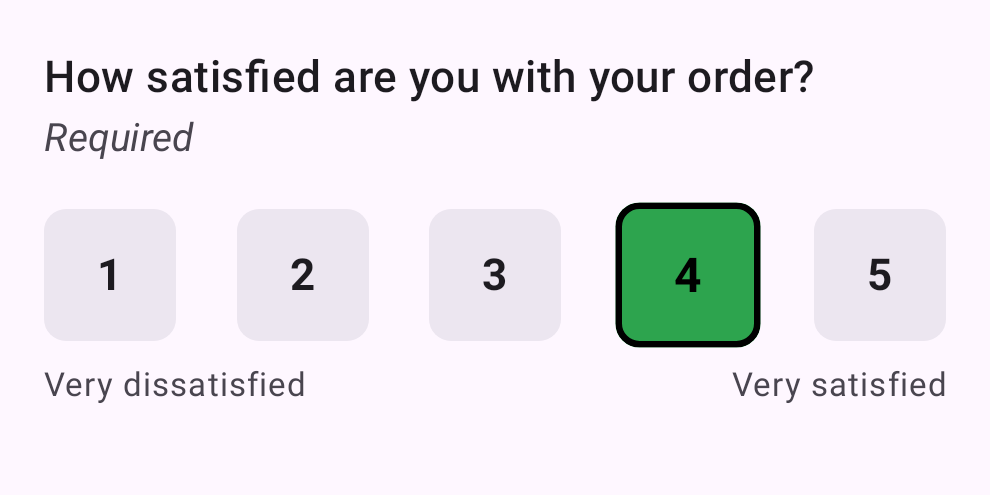 How satisfied are you with your order?
Required
1 2 3 4 5
Very dissatisfied Very satisfied